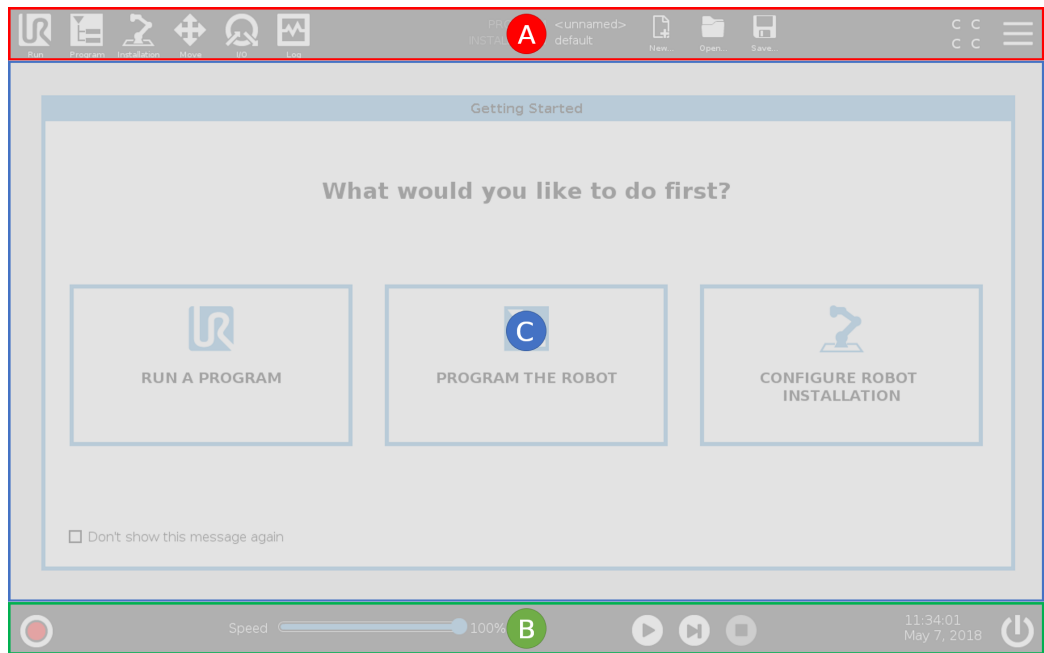 <unnamed>
default
A
Run
Program
Installation
Move
I/O
Log
New...
Open...
Save...
C C
C C
Getting Started
What would you like to do first?
RUN A PROGRAM
C
PROGRAM THE ROBOT
CONFIGURE ROBOT
INSTALLATION
Don't show this message again
Speed
100%
B
11:34:01
May 7, 2018